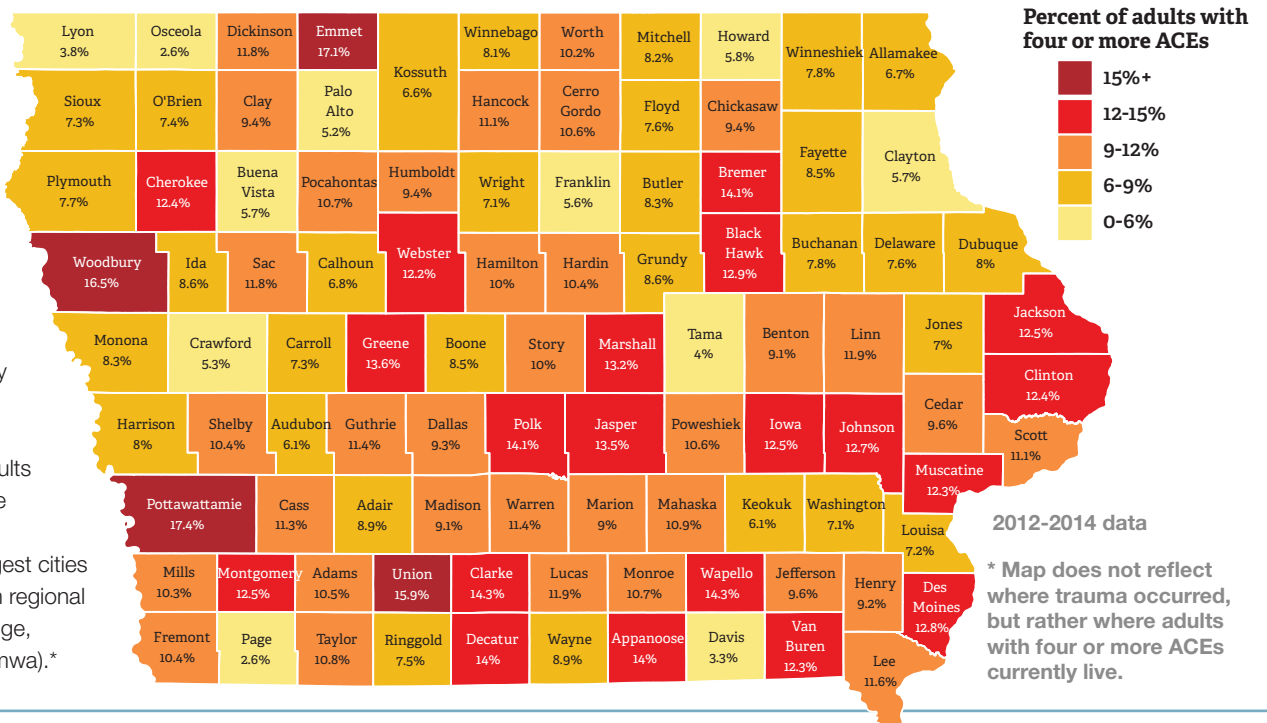 Percent of adults with
four or more ACEs
15%+
12-15%
9-12%
6-9%
0-6%
Lyon
3.8%
Osceola
2.6%
Dickinson
11.8%
Emmet
17.1%
Kossuth
6.6%
Winnebago
8.1%
Worth
10.2%
Mitchell
8.2%
Howard
5.8%
Winneshiek
7.8%
Allamakee
6.7%
Sioux
7.3%
O'Brien
7.4%
Clay
9.4%
Palo
Alto
5.2%
Hancock
11.1%
Cerro
Gordo
10.6%
Floyd
7.6%
Chickasaw
9.4%
Fayette
8.5%
Clayton
5.7%
Plymouth
7.7%
Cherokee
12.4%
Buena
Vista
5.7%
Pocahontas
10.7%
Humboldt
9.4%
Wright
7.1%
Franklin
5.6%
Butler
8.3%
Bremer
14.1%
Woodbury
16.5%
Ida
8.6%
Sac
11.8%
Calhoun
6.8%
Webster
12.2%
Hamilton
10%
Hardin
10.4%
Grundy
8.6%
Black
Hawk
12.9%
Buchanan
7.8%
Delaware
7.6%
Dubuque
8%
Monona
8.3%
Crawford
5.3%
Carroll
7.3%
Greene
13.6%
Boone
8.5%
Story
10%
Marshall
13.2%
Tama
4%
Benton
9.1%
Linn
11.9%
Jones
7%
Jackson
12.5%
Clinton
12.4%
Harrison
8%
Shelby
10.4%
Audubon
6.1%
Guthrie
11.4%
Dallas
9.3%
Polk
14.1%
Jasper
13.5%
Poweshiek
10.6%
Iowa
12.5%
Johnson
12.7%
Cedar
9.6%
Scott
11.1%
Muscatine
12.3%
Pottawattamie
17.4%
Cass
11.3%
Adair
8.9%
Madison
9.1%
Warren
11.4%
Marion
9%
Mahaska
10.9%
Keokuk
6.1%
Washington
7.1%
Louisa
7.2%
Mills
10.3%
Montgomery
12.5%
Adams
10.5%
Union
15.9%
Clarke
14.3%
Lucas
11.9%
Monroe
10.7%
Wapello
14.3%
Jefferson
9.6%
Henry
9.2%
Des
Moines
12.8%
Fremont
10.4%
Page
2.6%
Taylor
10.8%
Ringgold
7.5%
Decatur
14%
Wayne
8.9%
Appanoose
14%
Davis
3.3%
Van
Buren
12.3%
Lee
11.6%
y
ults
e
gest cities
n regional
ge,
mwa).*
2012-2014 data
* Map does not reflect
where trauma occurred,
but rather where adults
with four or more ACEs
currently live.